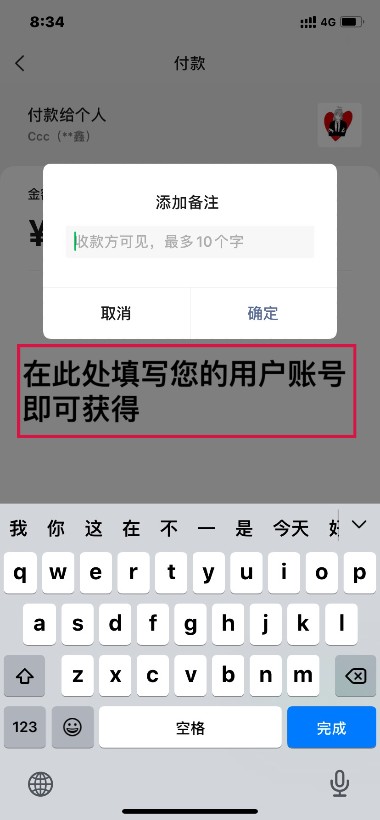 8:34
4G
付款
付款给个人
Ccc（**鑫）
¥
添加备注
收款方可见，最多10个字
取消 确定
在此处填写您的用户账号
即可获得
我 你 这 在 不 一 是 今天
q w e r t y u i o p
a s d f g h j k l
z x c v b n m
123 空格 完成